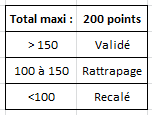 Total maxi : 200 points
> 150 Validé
100 à 150 Rattrapage
<100 Recalé